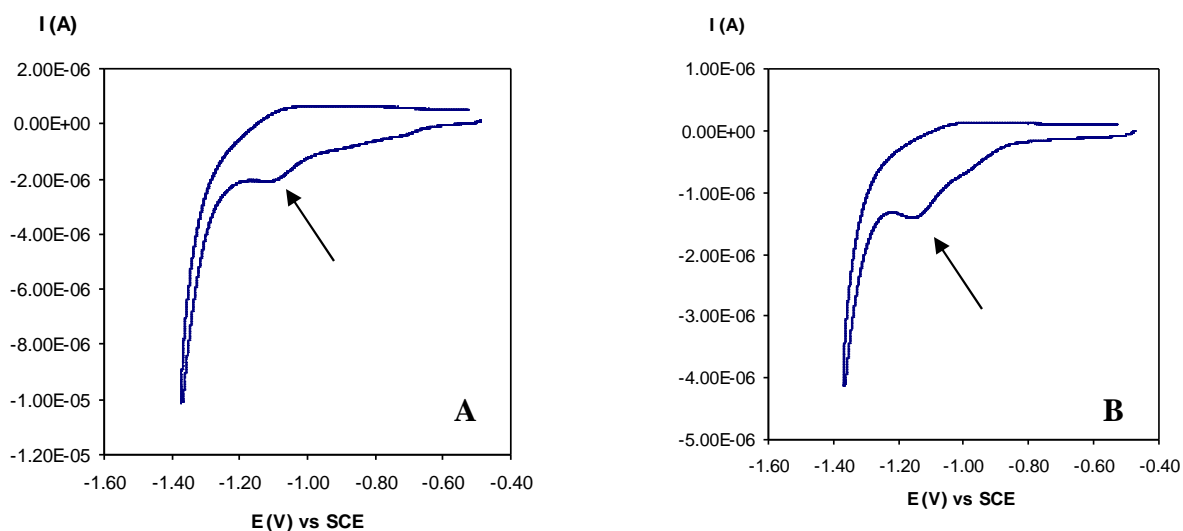 I (A)
2.00E-06
0.00E+00
-2.00E-06
-4.00E-06
-6.00E-06
-8.00E-06
-1.00E-05
-1.20E-05
-1.60 -1.40 -1.20 -1.00 -0.80 -0.60 -0.40
E (V) vs SCE
A
I (A)
1.00E-06
0.00E+00
-1.00E-06
-2.00E-06
-3.00E-06
-4.00E-06
-5.00E-06
-1.60 -1.40 -1.20 -1.00 -0.80 -0.60 -0.40
E (V) vs SCE
B